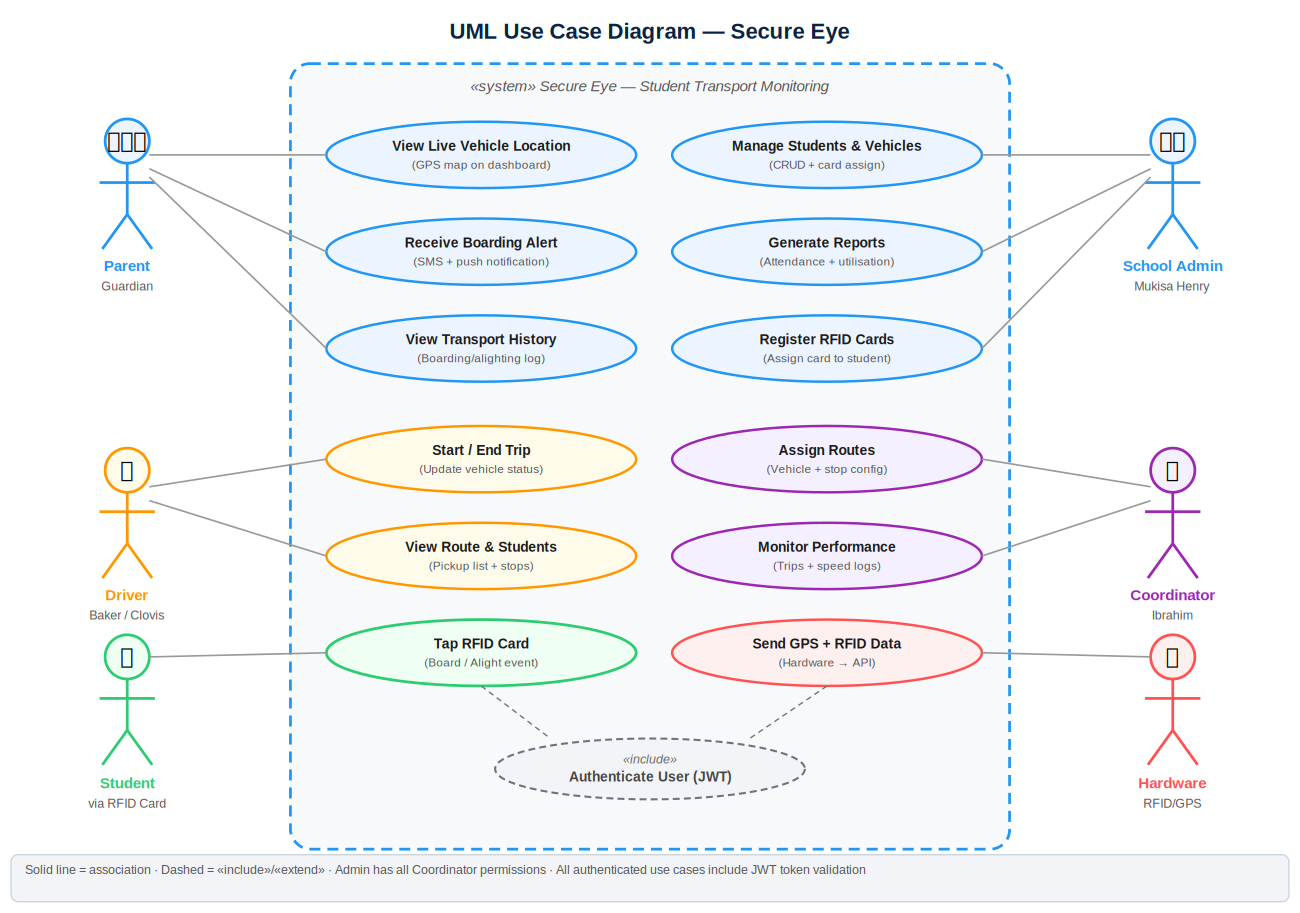 UML Use Case Diagram — Secure Eye
«system» Secure Eye — Student Transport Monitoring
View Live Vehicle Location
(GPS map on dashboard)
Manage Students & Vehicles
(CRUD + card assign)
Receive Boarding Alert
(SMS + push notification)
Generate Reports
(Attendance + utilisation)
Parent
Guardian
School Admin
Mukisa Henry
View Transport History
(Boarding/alighting log)
Register RFID Cards
(Assign card to student)
Start / End Trip
(Update vehicle status)
Assign Routes
(Vehicle + stop config)
View Route & Students
(Pickup list + stops)
Monitor Performance
(Trips + speed logs)
Driver
Baker / Clovis
Coordinator
Ibrahim
Tap RFID Card
(Board / Alight event)
Send GPS + RFID Data
(Hardware → API)
«include»
Authenticate User (JWT)
Student
via RFID Card
Hardware
RFID/GPS
Solid line = association · Dashed = «include»/«extend» · Admin has all Coordinator permissions · All authenticated use cases include JWT token validation